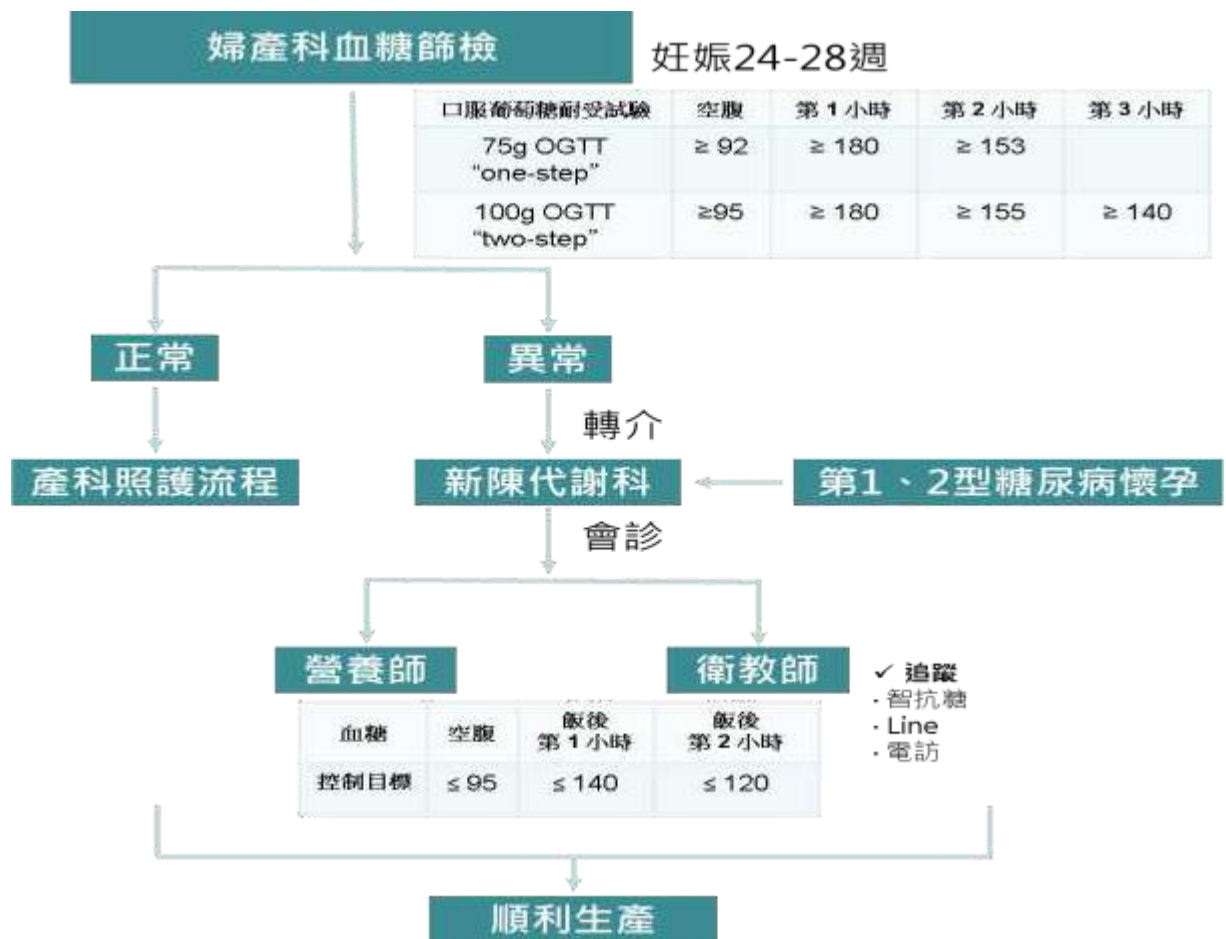 婦產科血糖篩檢
妊娠24-28週
口服葡萄糖耐受試驗 空腹 第 1 小時 第 2 小時 第 3 小時
75g OGTT ≥ 92 ≥ 180 ≥ 153
“one-step”
100g OGTT ≥95 ≥ 180 ≥ 155 ≥ 140
“two-step”
正常
異常
轉介
產科照護流程
新陳代謝科
第1、2型糖尿病懷孕
會診
營養師
衛教師
✓ 追蹤
· 智抗糖
· Line
· 電訪
血糖 空腹 飯後 第 1 小時 飯後 第 2 小時
控制目標 ≤ 95 ≤ 140 ≤ 120
順利生產